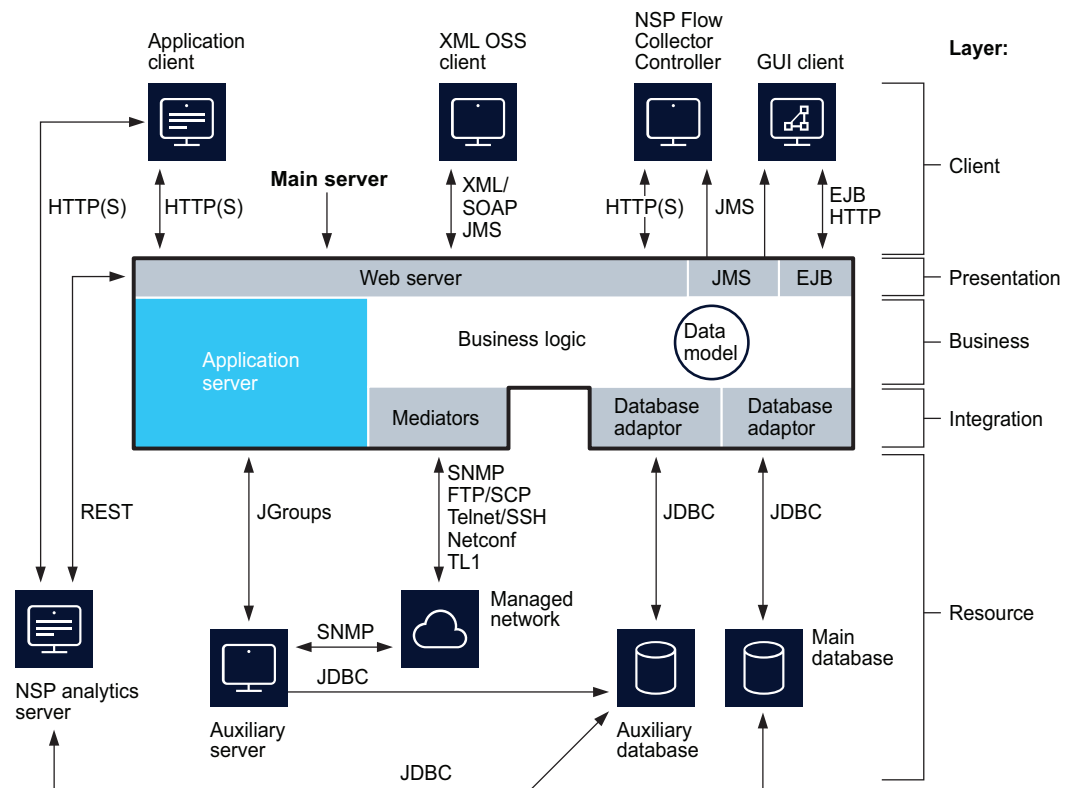 Application
client
XML OSS
client
NSP Flow
Collector
Controller
GUI client
Layer:
Client
HTTP(S)
HTTP(S)
Main server
XML/
SOAP
JMS
HTTP(S)
JMS
EJB
HTTP
Web server
JMS
EJB
Presentation
Application
server
Business logic
Data
model
Business
Mediators
Database
adaptor
Database
adaptor
Integration
REST
JGroups
SNMP
FTP/SCP
Telnet/SSH
Netconf
TL1
JDBC
JDBC
Resource
NSP analytics
server
Auxiliary
server
SNMP
JDBC
Managed
network
Auxiliary
database
Main
database
JDBC